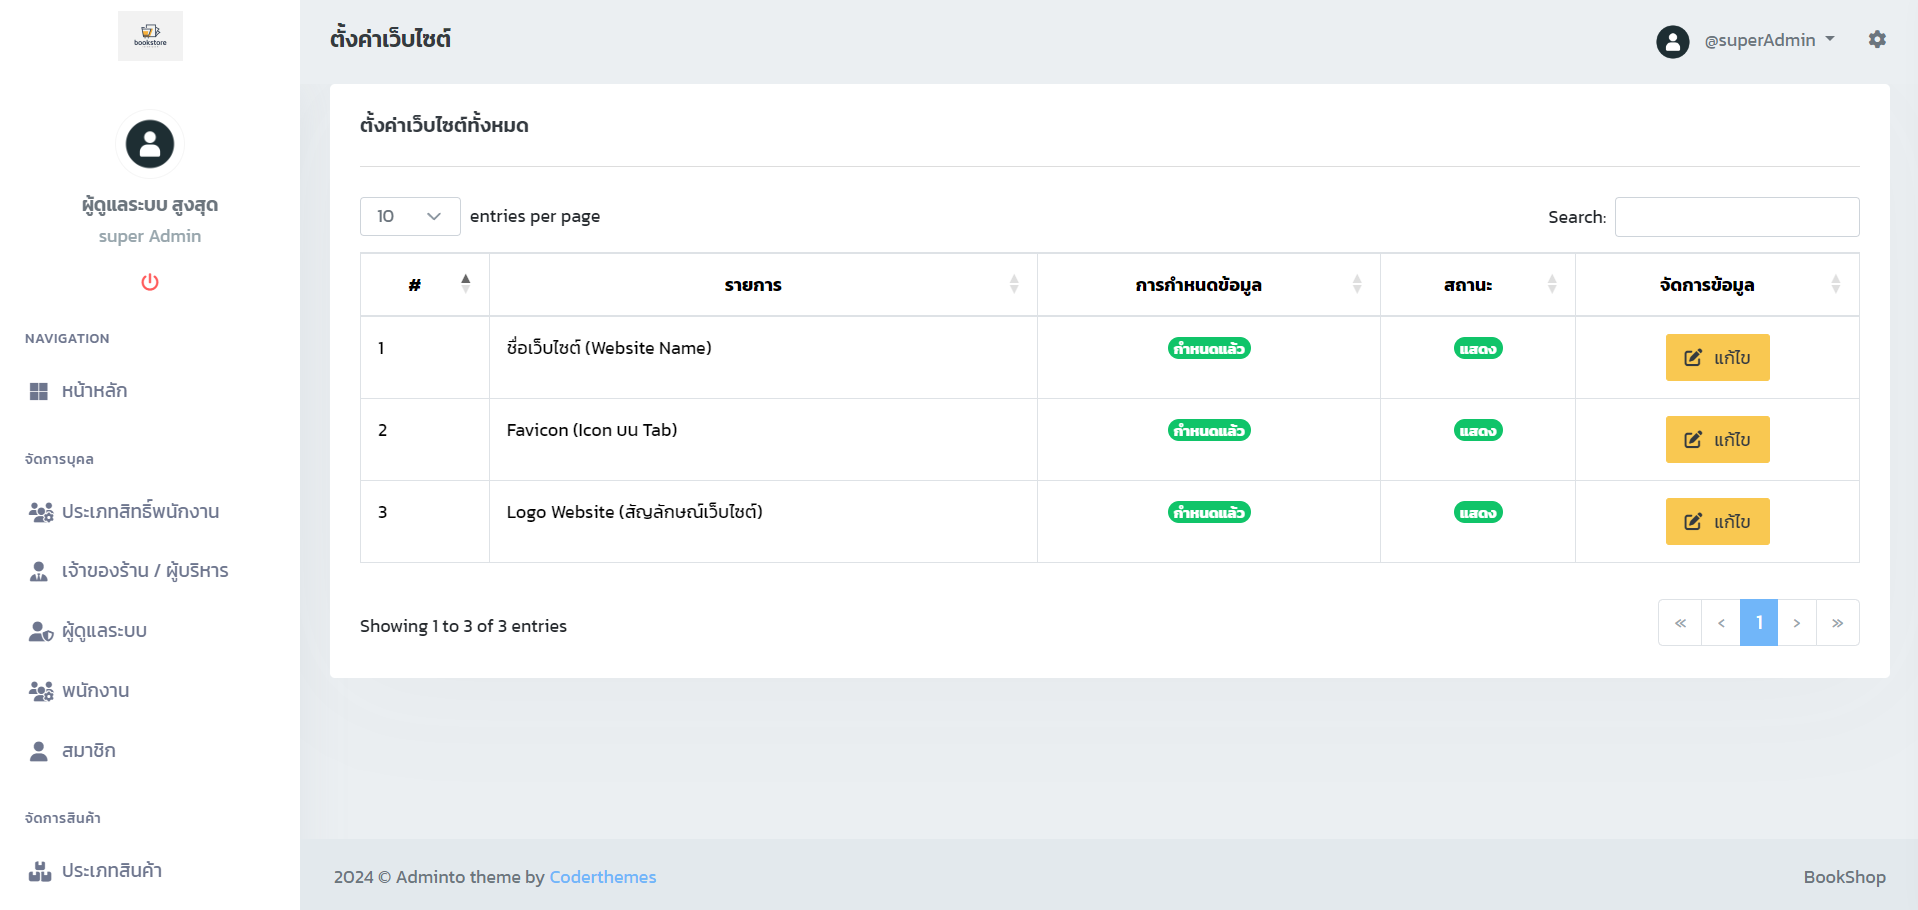 bookstore
ผู้ดูแลระบบ สูงสุด
super Admin
NAVIGATION
หน้าหลัก
จัดการบุคล
ประเภทสิทธิ์พนักงาน
เจ้าของร้าน / ผู้บริหาร
ผู้ดูแลระบบ
พนักงาน
สมาชิก
จัดการสินค้า
ประเภทสินค้า
ตั้งค่าเว็บไซต์
@superAdmin
ตั้งค่าเว็บไซต์ทั้งหมด
10 entries per page
Search:
# รายการ การกำหนดข้อมูล สถานะ จัดการข้อมูล
1 ชื่อเว็บไซต์ (Website Name) กำหนดแล้ว แสดง แก้ไข
2 Favicon (Icon บน Tab) กำหนดแล้ว แสดง แก้ไข
3 Logo Website (สัญลักษณ์เว็บไซต์) กำหนดแล้ว แสดง แก้ไข
Showing 1 to 3 of 3 entries
« ‹ 1 › »
2024 © Adminto theme by Coderthemes
BookShop